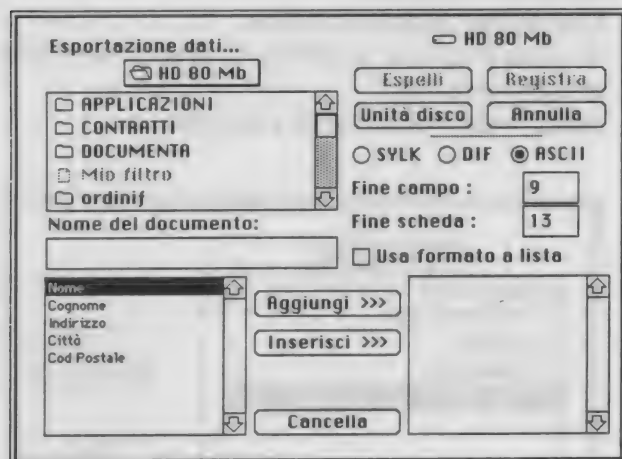 Esportazione dati...
HD 80 Mb
APPLICAZIONI
CONTRATTI
DOCUMENTA
Mio filtro
ordinif
Nome del documento:
HD 80 Mb
Espelli
Registra
Unità disco
Annulla
SYLK
DIF
ASCII
Fine campo :
9
Fine scheda :
13
Usa formato a lista
Nome
Cognome
Indirizzo
Città
Cod Postale
Aggiungi >>>
Inserisci >>>
Cancella